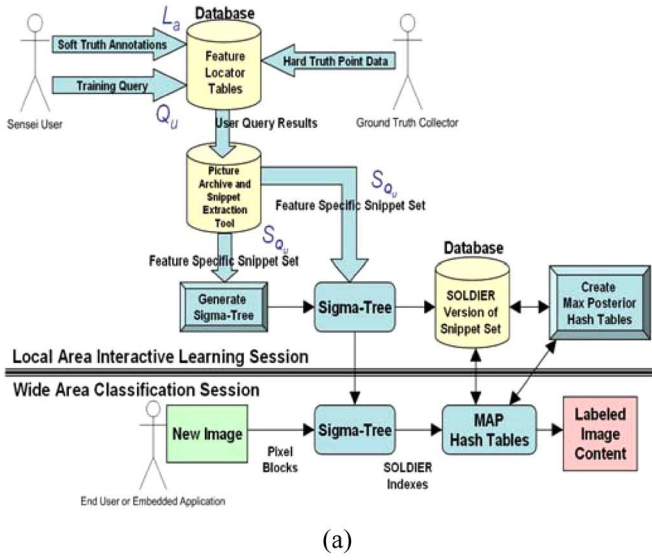 Database
L_a
Soft Truth Annotations
Feature
Locator
Tables
Hard Truth Point Data
Training Query
Q_u
Sensei User
Ground Truth Collector
User Query Results
Picture
Archive and
Snippet
Extraction
Tool
S_Q_u
Feature Specific Snippet Set
S_Q_u
Feature Specific Snippet Set
Database
Generate
Sigma-Tree
Sigma-Tree
SOLDIER
Version of
Snippet Set
Create
Max Posterior
Hash Tables
Local Area Interactive Learning Session
Wide Area Classification Session
New Image
Pixel
Blocks
Sigma-Tree
SOLDIER
Indexes
MAP
Hash Tables
Labeled
Image
Content
End User or Embedded Application
(a)